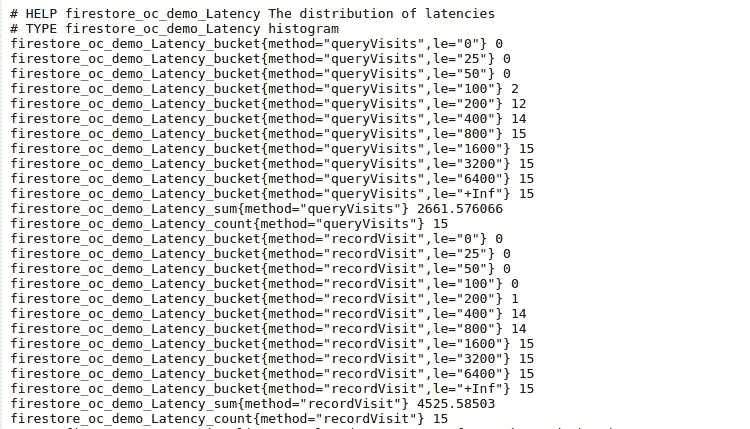 # HELP firestore_oc_demo_Latency The distribution of latencies
# TYPE firestore_oc_demo_Latency histogram
firestore_oc_demo_Latency_bucket{method="queryVisits",le="0"} 0
firestore_oc_demo_Latency_bucket{method="queryVisits",le="25"} 0
firestore_oc_demo_Latency_bucket{method="queryVisits",le="50"} 0
firestore_oc_demo_Latency_bucket{method="queryVisits",le="100"} 2
firestore_oc_demo_Latency_bucket{method="queryVisits",le="200"} 12
firestore_oc_demo_Latency_bucket{method="queryVisits",le="400"} 14
firestore_oc_demo_Latency_bucket{method="queryVisits",le="800"} 15
firestore_oc_demo_Latency_bucket{method="queryVisits",le="1600"} 15
firestore_oc_demo_Latency_bucket{method="queryVisits",le="3200"} 15
firestore_oc_demo_Latency_bucket{method="queryVisits",le="6400"} 15
firestore_oc_demo_Latency_bucket{method="queryVisits",le="+Inf"} 15
firestore_oc_demo_Latency_sum{method="queryVisits"} 2661.576066
firestore_oc_demo_Latency_count{method="queryVisits"} 15
firestore_oc_demo_Latency_bucket{method="recordVisit",le="0"} 0
firestore_oc_demo_Latency_bucket{method="recordVisit",le="25"} 0
firestore_oc_demo_Latency_bucket{method="recordVisit",le="50"} 0
firestore_oc_demo_Latency_bucket{method="recordVisit",le="100"} 0
firestore_oc_demo_Latency_bucket{method="recordVisit",le="200"} 1
firestore_oc_demo_Latency_bucket{method="recordVisit",le="400"} 14
firestore_oc_demo_Latency_bucket{method="recordVisit",le="800"} 14
firestore_oc_demo_Latency_bucket{method="recordVisit",le="1600"} 15
firestore_oc_demo_Latency_bucket{method="recordVisit",le="3200"} 15
firestore_oc_demo_Latency_bucket{method="recordVisit",le="6400"} 15
firestore_oc_demo_Latency_bucket{method="recordVisit",le="+Inf"} 15
firestore_oc_demo_Latency_sum{method="recordVisit"} 4525.58503
firestore_oc_demo_Latency_count{method="recordVisit"} 15